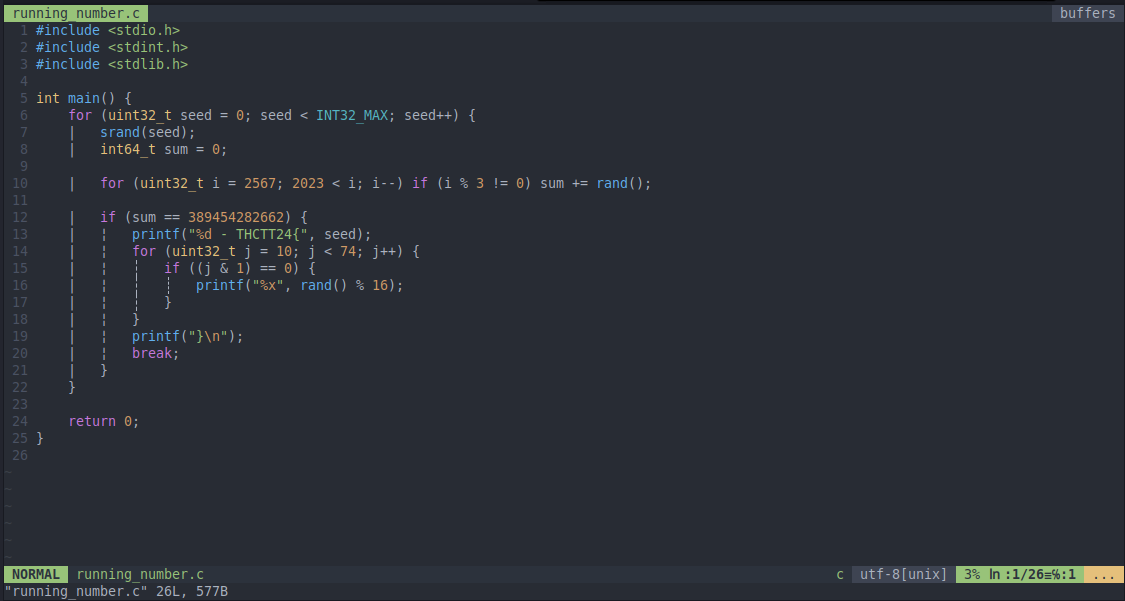 running_number.c buffers
1 #include <stdio.h>
2 #include <stdint.h>
3 #include <stdlib.h>
4
5 int main() {
6     for (uint32_t seed = 0; seed < INT32_MAX; seed++) {
7     |   srand(seed);
8     |   int64_t sum = 0;
9
10     |   for (uint32_t i = 2567; 2023 < i; i--) if (i % 3 != 0) sum += rand();
11
12     |   if (sum == 389454282662) {
13     |   ¦   printf("%d - THCTT24{", seed);
14     |   ¦   for (uint32_t j = 10; j < 74; j++) {
15     |   ¦   ┆   if ((j & 1) == 0) {
16     |   ¦   ┆   ┊   printf("%x", rand() % 16);
17     |   ¦   ┆   }
18     |   ¦   }
19     |   ¦   printf("}\n");
20     |   ¦   break;
21     |   }
22     }
23
24     return 0;
25 }
26
~
~
~
~
~
~
NORMAL running_number.c c utf-8[unix] 3% ㏑:1/26≡℅:1 ...
"running_number.c" 26L, 577B